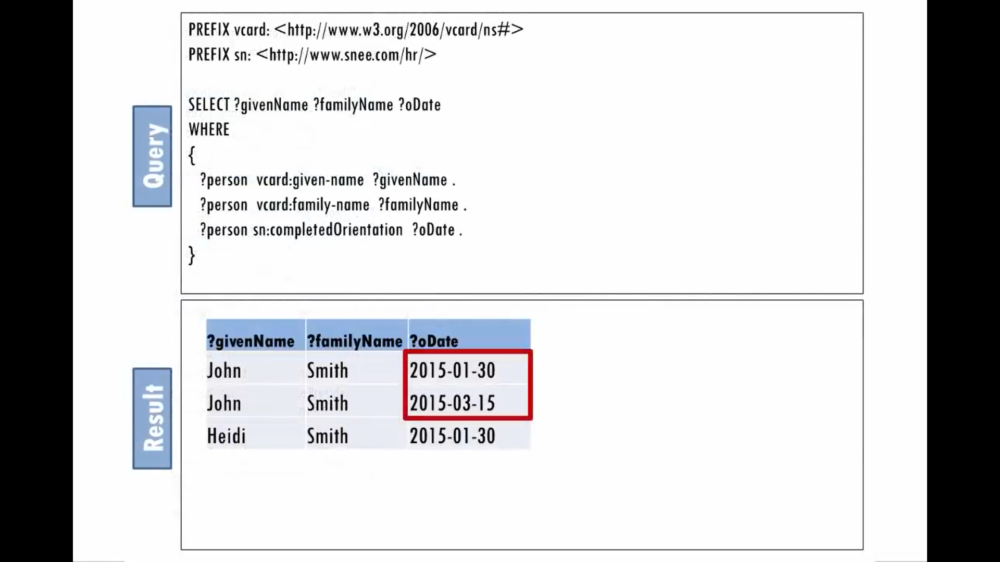 PREFIX vcard: <http://www.w3.org/2006/vcard/ns#>
PREFIX sn: <http://www.snee.com/hr/>
SELECT ?givenName ?familyName ?oDate
WHERE
{
?person vcard:given-name ?givenName .
?person vcard:family-name ?familyName .
?person sn:completedOrientation ?oDate .
}
Query
?givenName ?familyName ?oDate
John Smith 2015-01-30
John Smith 2015-03-15
Heidi Smith 2015-01-30
Result